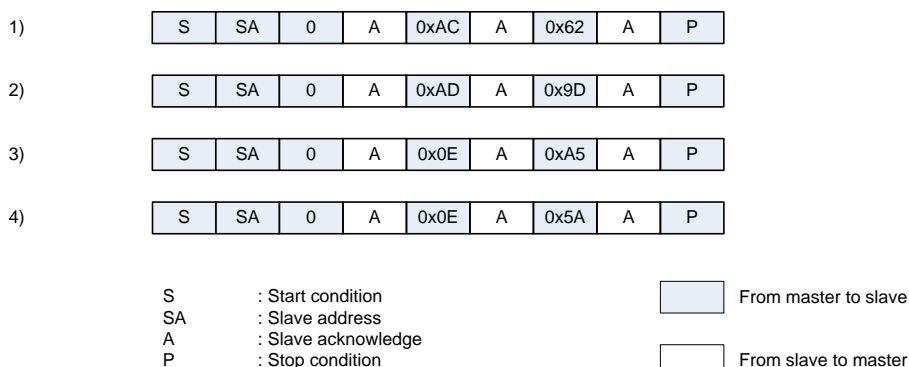 1) S SA 0 A 0xAC A 0x62 A P
2) S SA 0 A 0xAD A 0x9D A P
3) S SA 0 A 0x0E A 0xA5 A P
4) S SA 0 A 0x0E A 0x5A A P
S : Start condition From master to slave
SA : Slave address
A : Slave acknowledge
P : Stop condition From slave to master